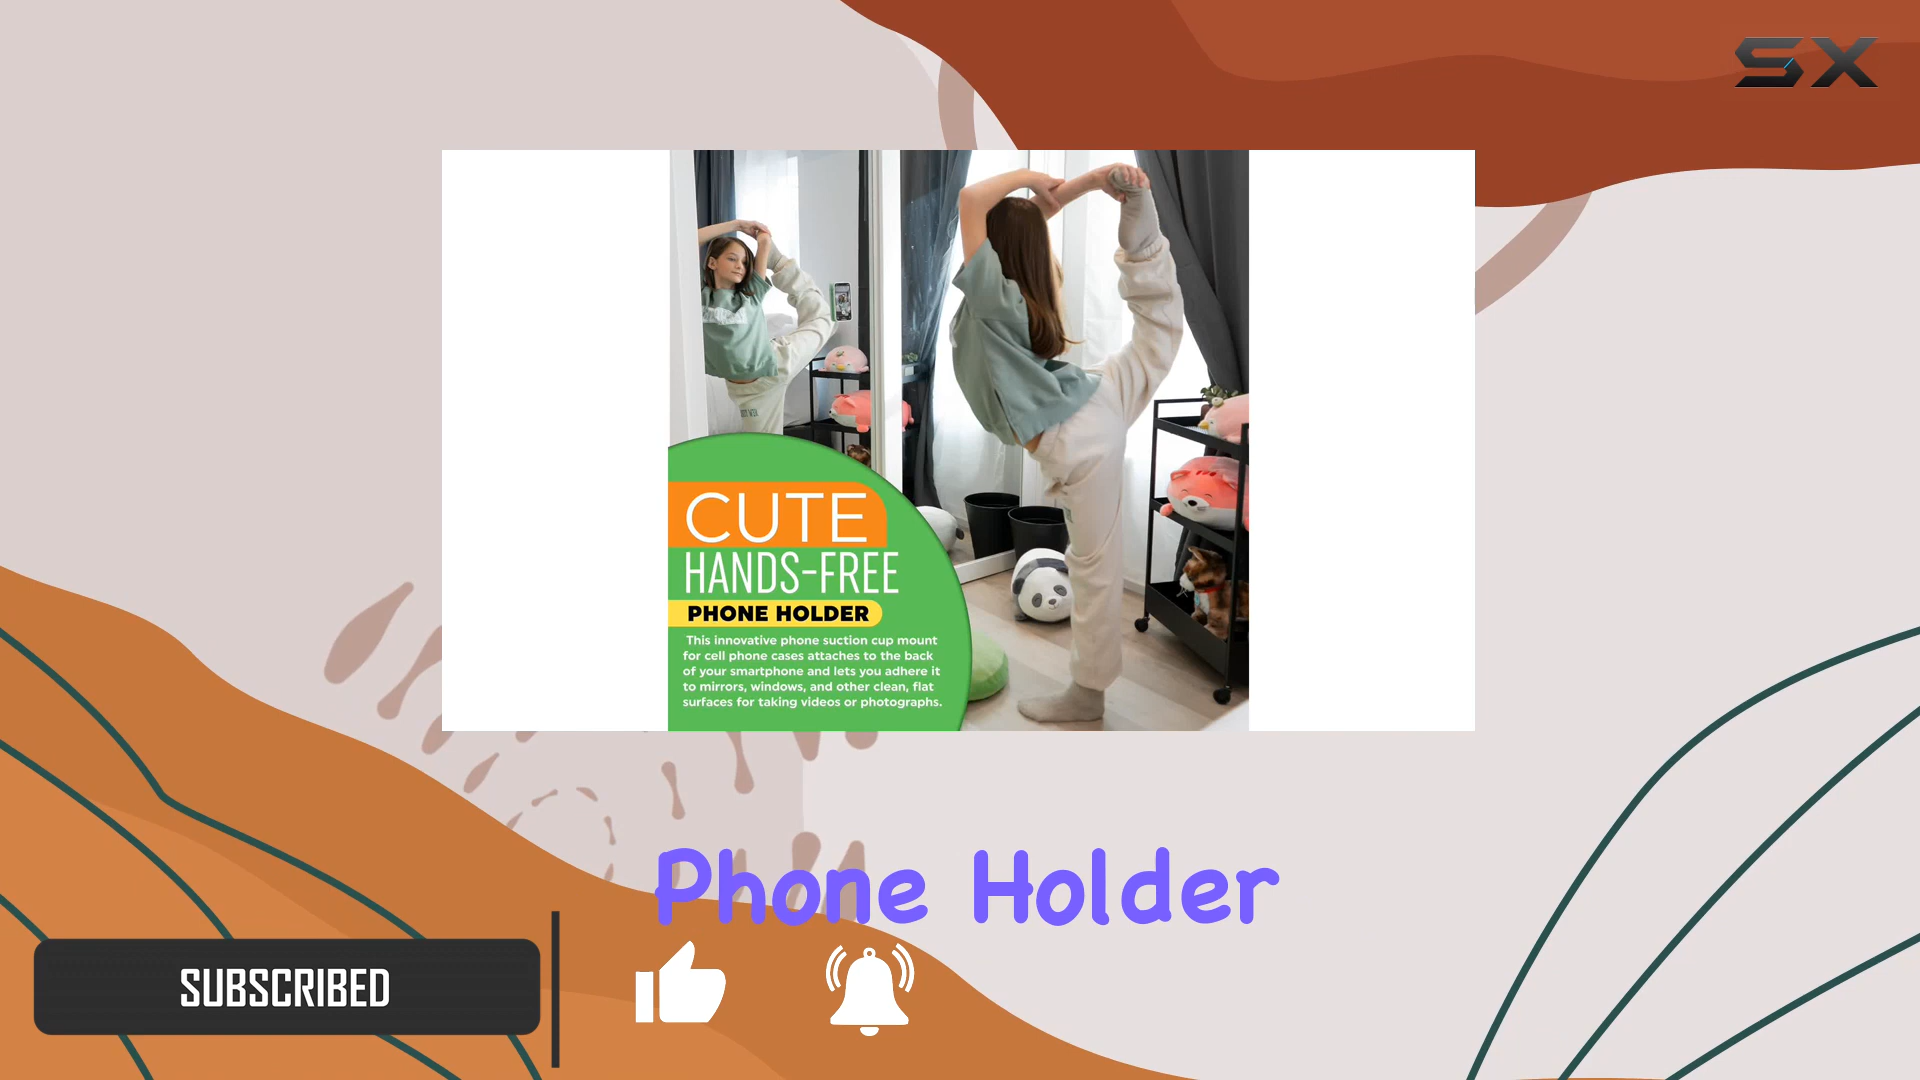 SX
CUTE
HANDS-FREE
PHONE HOLDER
This innovative phone suction cup mount
for cell phone cases attaches to the back
of your smartphone and lets you adhere it
to mirrors, windows, and other clean, flat
surfaces for taking videos or photographs.
Phone Holder
SUBSCRIBED